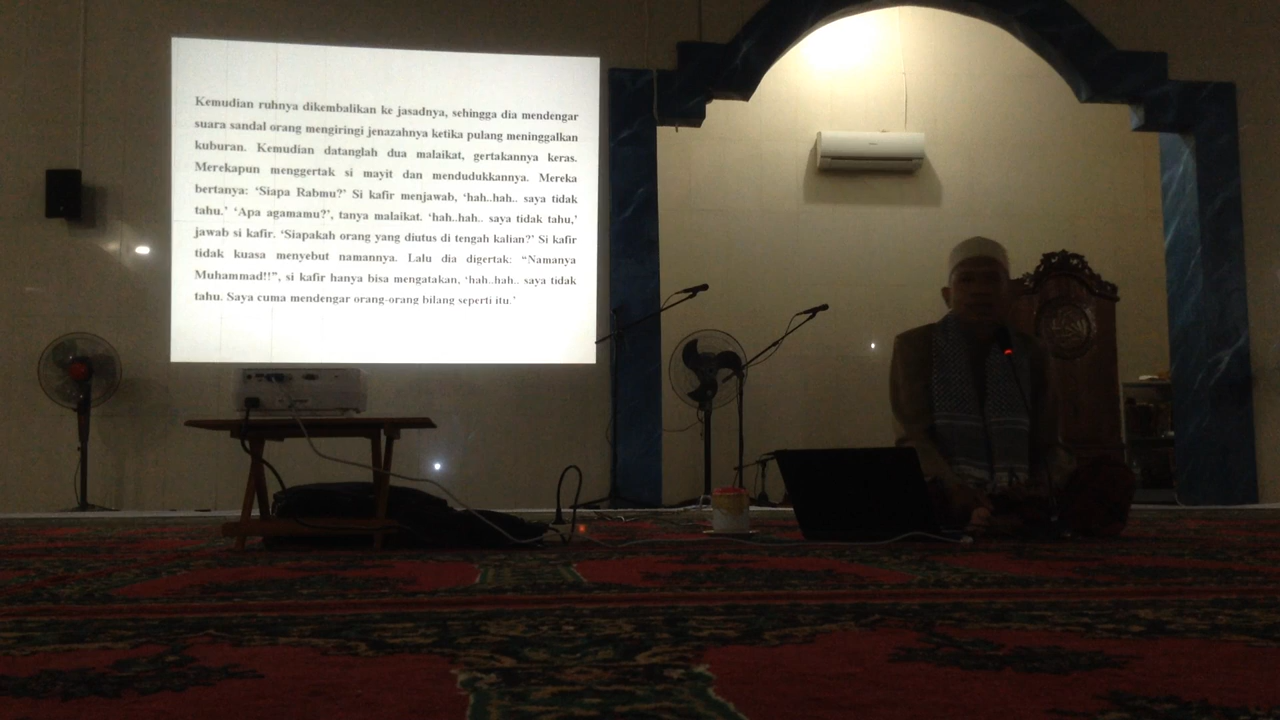 Kemudian ruhnya dikembalikan ke jasadnya, sehingga dia mendengar
suara sandal orang mengiringi jenazahnya ketika pulang meninggalkan
kuburan. Kemudian datanglah dua malaikat, gertakannya keras.
Merekapun menggertak si mayit dan mendudukkannya. Mereka
bertanya: ‘Siapa Rabmu?’ Si kafir menjawab, ‘hah..hah.. saya tidak
tahu.’ ‘Apa agamamu?’, tanya malaikat. ‘hah..hah.. saya tidak tahu,’
jawab si kafir. ‘Siapakah orang yang diutus di tengah kalian?’ Si kafir
tidak kuasa menyebut namannya. Lalu dia digertak: “Namanya
Muhammad!!”, si kafir hanya bisa mengatakan, ‘hah..hah.. saya tidak
tahu. Saya cuma mendengar orang-orang bilang seperti itu.’